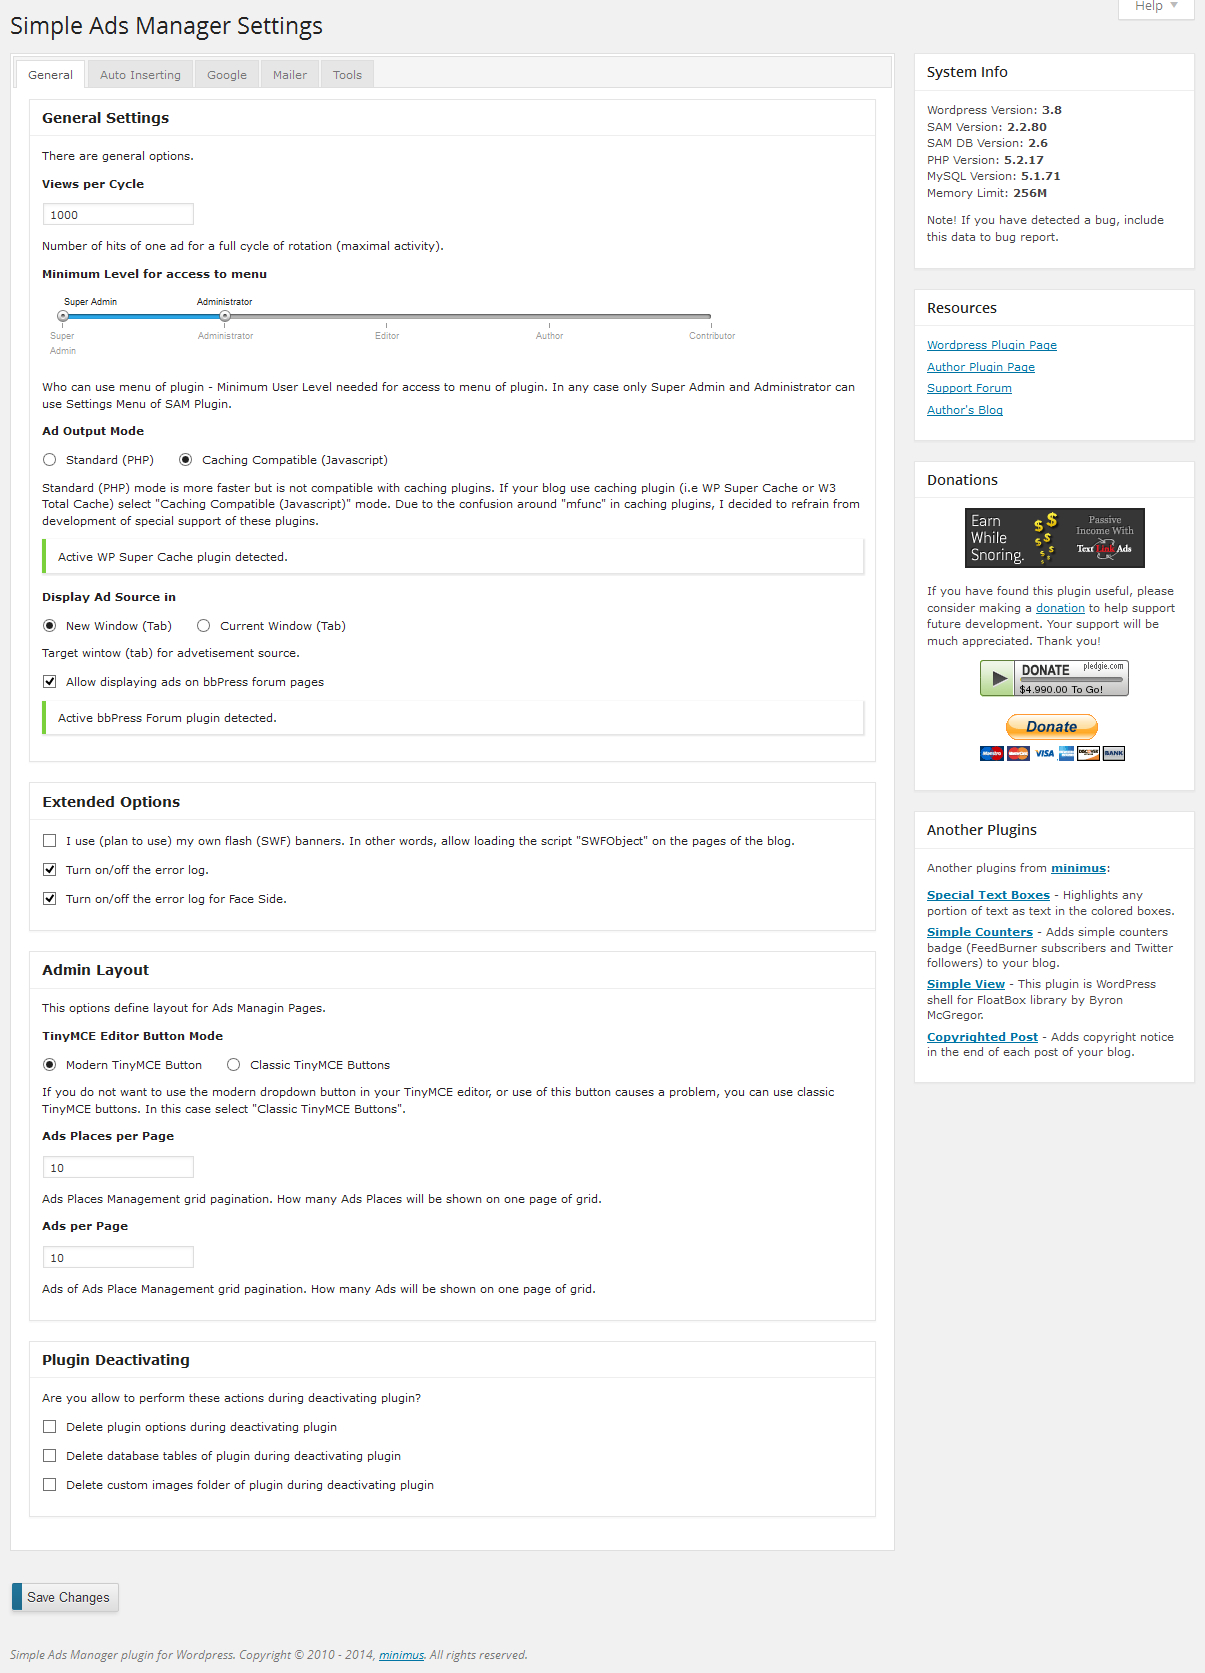 Help
Simple Ads Manager Settings
General
Auto Inserting
Google
Mailer
Tools
General Settings
There are general options.
Views per Cycle
1000
Number of hits of one ad for a full cycle of rotation (maximal activity).
Minimum Level for access to menu
Super Admin
Administrator
Super
Admin
Administrator
Editor
Author
Contributor
Who can use menu of plugin - Minimum User Level needed for access to menu of plugin. In any case only Super Admin and Administrator can
use Settings Menu of SAM Plugin.
Ad Output Mode
Standard (PHP)
Caching Compatible (Javascript)
Standard (PHP) mode is more faster but is not compatible with caching plugins. If your blog use caching plugin (i.e WP Super Cache or W3
Total Cache) select "Caching Compatible (Javascript)" mode. Due to the confusion around "mfunc" in caching plugins, I decided to refrain from
development of special support of these plugins.
Active WP Super Cache plugin detected.
Display Ad Source in
New Window (Tab)
Current Window (Tab)
Target wintow (tab) for advetisement source.
Allow displaying ads on bbPress forum pages
Active bbPress Forum plugin detected.
Extended Options
I use (plan to use) my own flash (SWF) banners. In other words, allow loading the script "SWFObject" on the pages of the blog.
Turn on/off the error log.
Turn on/off the error log for Face Side.
Admin Layout
This options define layout for Ads Managin Pages.
TinyMCE Editor Button Mode
Modern TinyMCE Button
Classic TinyMCE Buttons
If you do not want to use the modern dropdown button in your TinyMCE editor, or use of this button causes a problem, you can use classic
TinyMCE buttons. In this case select "Classic TinyMCE Buttons".
Ads Places per Page
10
Ads Places Management grid pagination. How many Ads Places will be shown on one page of grid.
Ads per Page
10
Ads of Ads Place Management grid pagination. How many Ads will be shown on one page of grid.
Plugin Deactivating
Are you allow to perform these actions during deactivating plugin?
Delete plugin options during deactivating plugin
Delete database tables of plugin during deactivating plugin
Delete custom images folder of plugin during deactivating plugin
Save Changes
System Info
Wordpress Version: 3.8
SAM Version: 2.2.80
SAM DB Version: 2.6
PHP Version: 5.2.17
MySQL Version: 5.1.71
Memory Limit: 256M
Note! If you have detected a bug, include
this data to bug report.
Resources
Wordpress Plugin Page
Author Plugin Page
Support Forum
Author's Blog
Donations
Earn
While
Snoring.
$ $
$ $
$ $
Passive
Income With
Text Link Ads
If you have found this plugin useful, please
consider making a donation to help support
future development. Your support will be
much appreciated. Thank you!
DONATE pledgie.com
$4,990.00 To Go!
Donate
Maestro
MasterCard
VISA
DISCOVER
BANK
Another Plugins
Another plugins from minimus:
Special Text Boxes - Highlights any
portion of text as text in the colored boxes.
Simple Counters - Adds simple counters
badge (FeedBurner subscribers and Twitter
followers) to your blog.
Simple View - This plugin is WordPress
shell for FloatBox library by Byron
McGregor.
Copyrighted Post - Adds copyright notice
in the end of each post of your blog.
Simple Ads Manager plugin for Wordpress. Copyright © 2010 - 2014, minimus. All rights reserved.